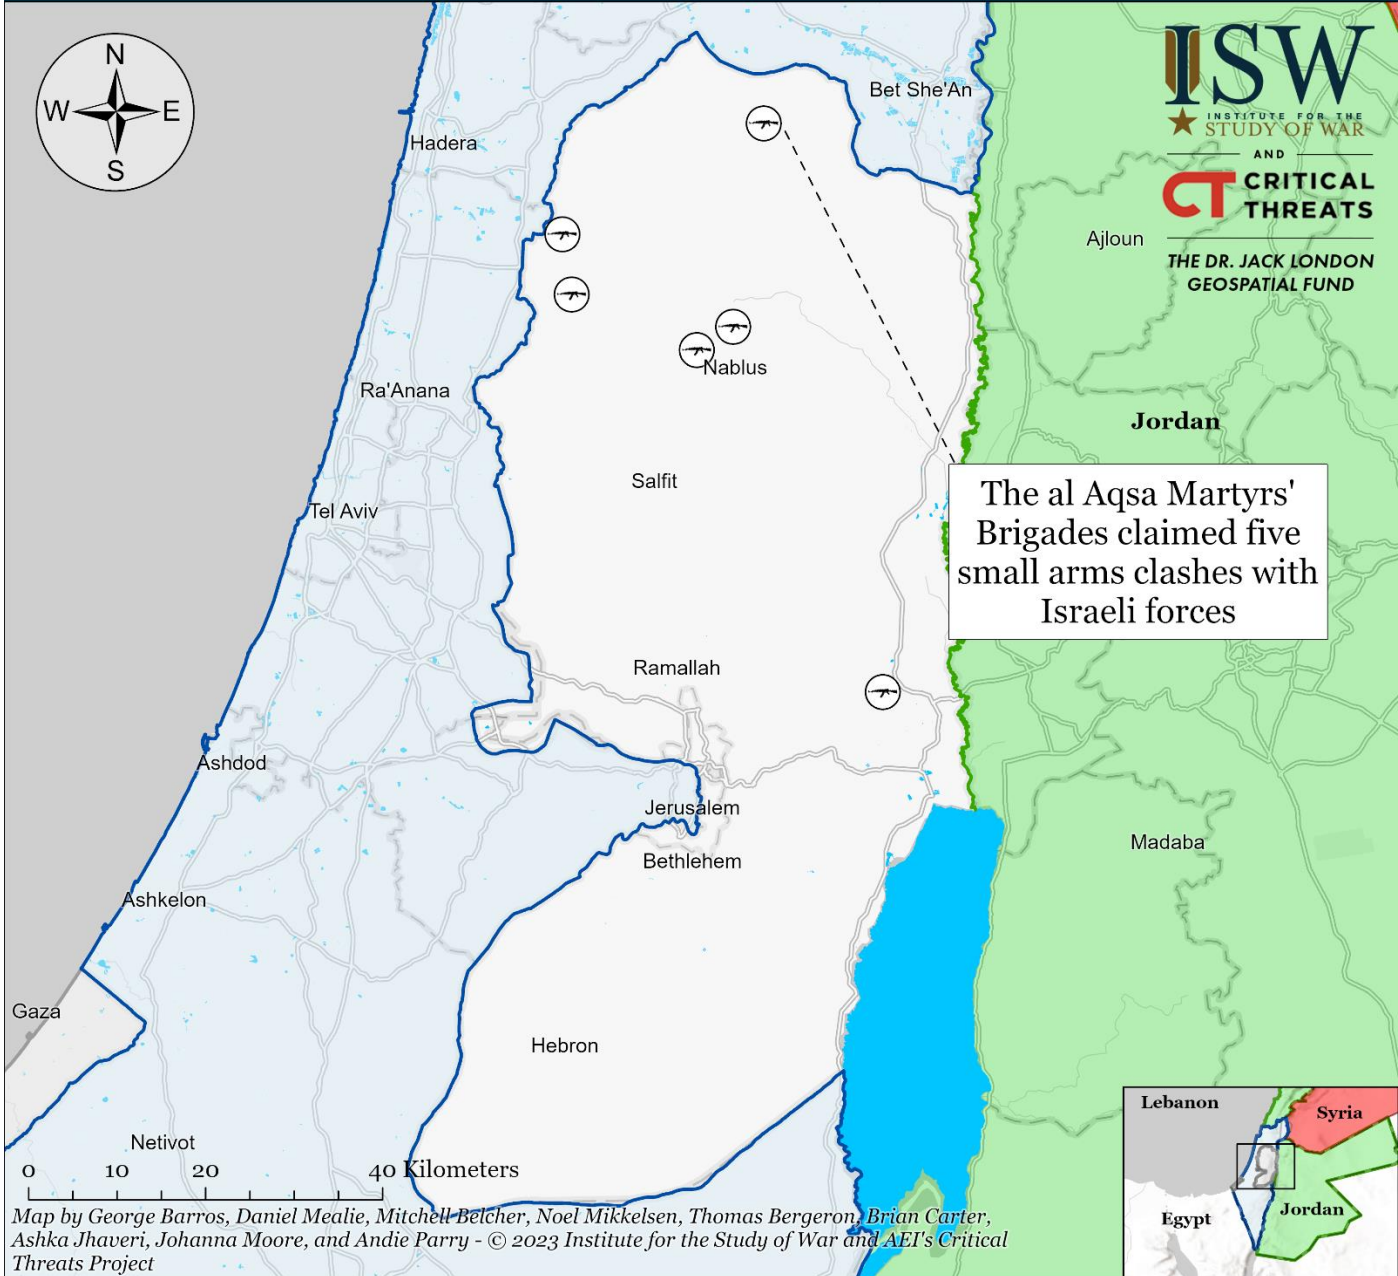 N
W E
S
Hadera
Bet She'An
ISW
INSTITUTE FOR THE
STUDY OF WAR
AND
CT CRITICAL
THREATS
THE DR. JACK LONDON
GEOSPATIAL FUND
Ajloun
Nablus
Ra'Anana
Jordan
Salfit
Tel Aviv
The al Aqsa Martyrs'
Brigades claimed five
small arms clashes with
Israeli forces
Ramallah
Ashdod
Jerusalem
Bethlehem
Madaba
Ashkelon
Gaza
Hebron
Netivot
0 10 20 40 Kilometers
Lebanon
Syria
Egypt
Jordan
Map by George Barros, Daniel Mealie, Mitchell Belcher, Noel Mikkelsen, Thomas Bergeron, Brian Carter,
Ashka Jhaveri, Johanna Moore, and Andie Parry - © 2023 Institute for the Study of War and AEI's Critical
Threats Project